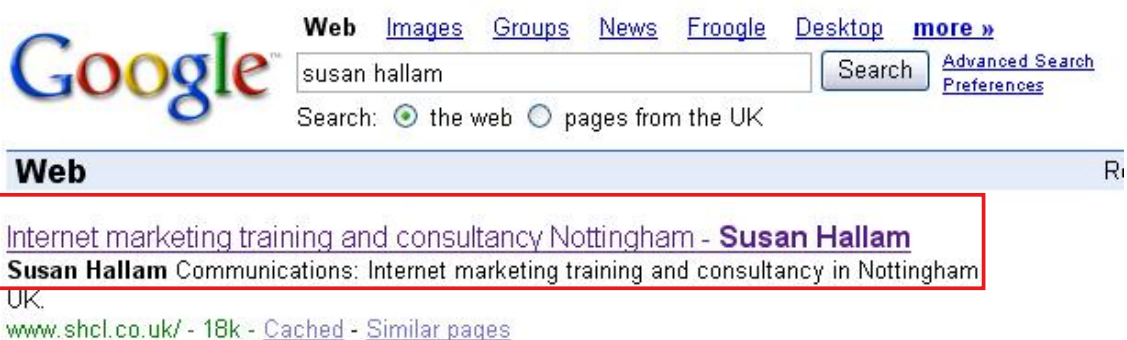 Web Images Groups News Froogle Desktop more »
Google™
susan hallam Search Advanced Search
Preferences
Search: the web pages from the UK
Web
Internet marketing training and consultancy Nottingham - Susan Hallam
Susan Hallam Communications: Internet marketing training and consultancy in Nottingham
UK.
www.shcl.co.uk/ - 18k - Cached - Similar pages